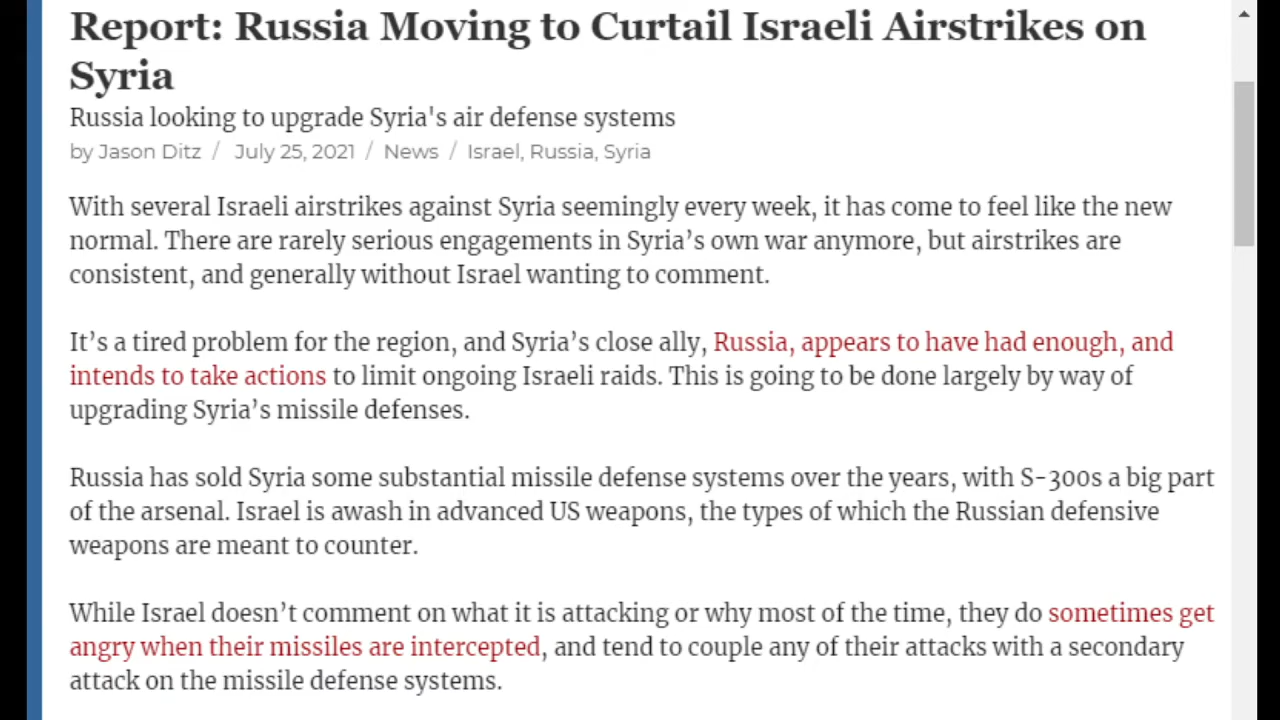 Report: Russia Moving to Curtail Israeli Airstrikes on
Syria
Russia looking to upgrade Syria's air defense systems
by Jason Ditz / July 25, 2021 / News / Israel, Russia, Syria
With several Israeli airstrikes against Syria seemingly every week, it has come to feel like the new
normal. There are rarely serious engagements in Syria’s own war anymore, but airstrikes are
consistent, and generally without Israel wanting to comment.
It’s a tired problem for the region, and Syria’s close ally, Russia, appears to have had enough, and
intends to take actions to limit ongoing Israeli raids. This is going to be done largely by way of
upgrading Syria’s missile defenses.
Russia has sold Syria some substantial missile defense systems over the years, with S-300s a big part
of the arsenal. Israel is awash in advanced US weapons, the types of which the Russian defensive
weapons are meant to counter.
While Israel doesn’t comment on what it is attacking or why most of the time, they do sometimes get
angry when their missiles are intercepted, and tend to couple any of their attacks with a secondary
attack on the missile defense systems.